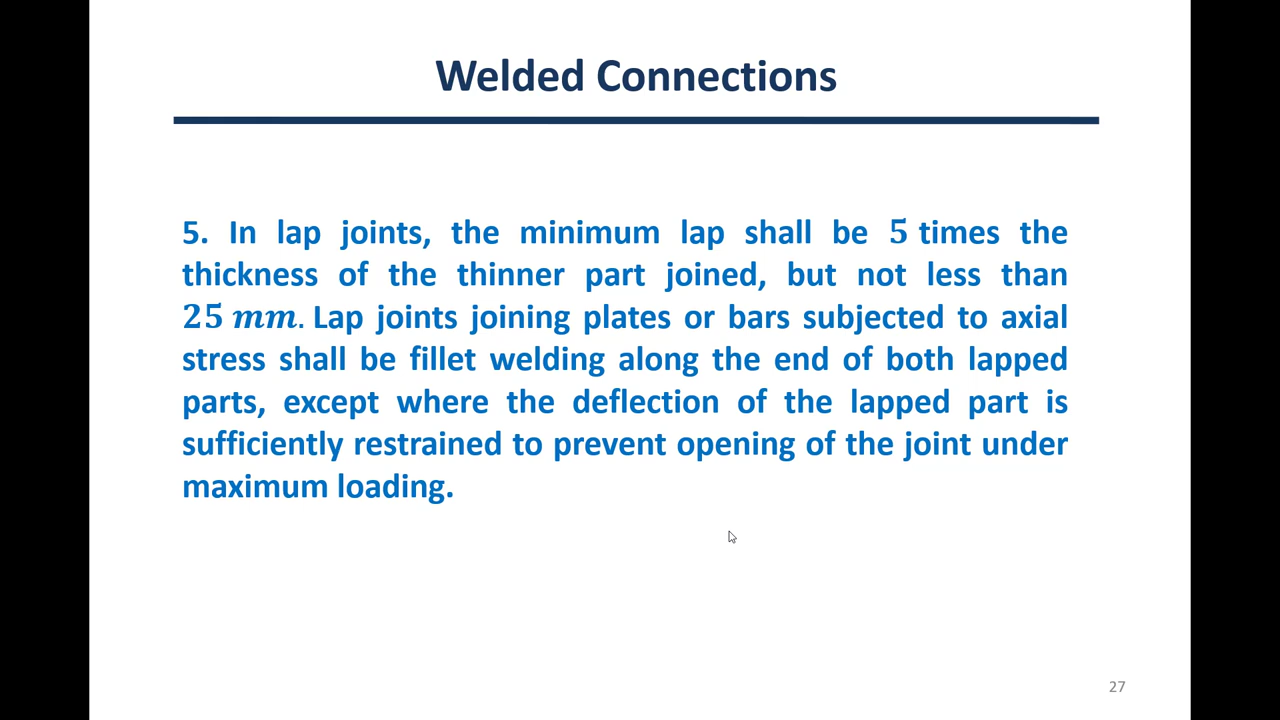 Welded Connections
5. In lap joints, the minimum lap shall be 5 times the
thickness of the thinner part joined, but not less than
25 mm. Lap joints joining plates or bars subjected to axial
stress shall be fillet welding along the end of both lapped
parts, except where the deflection of the lapped part is
sufficiently restrained to prevent opening of the joint under
maximum loading.
27